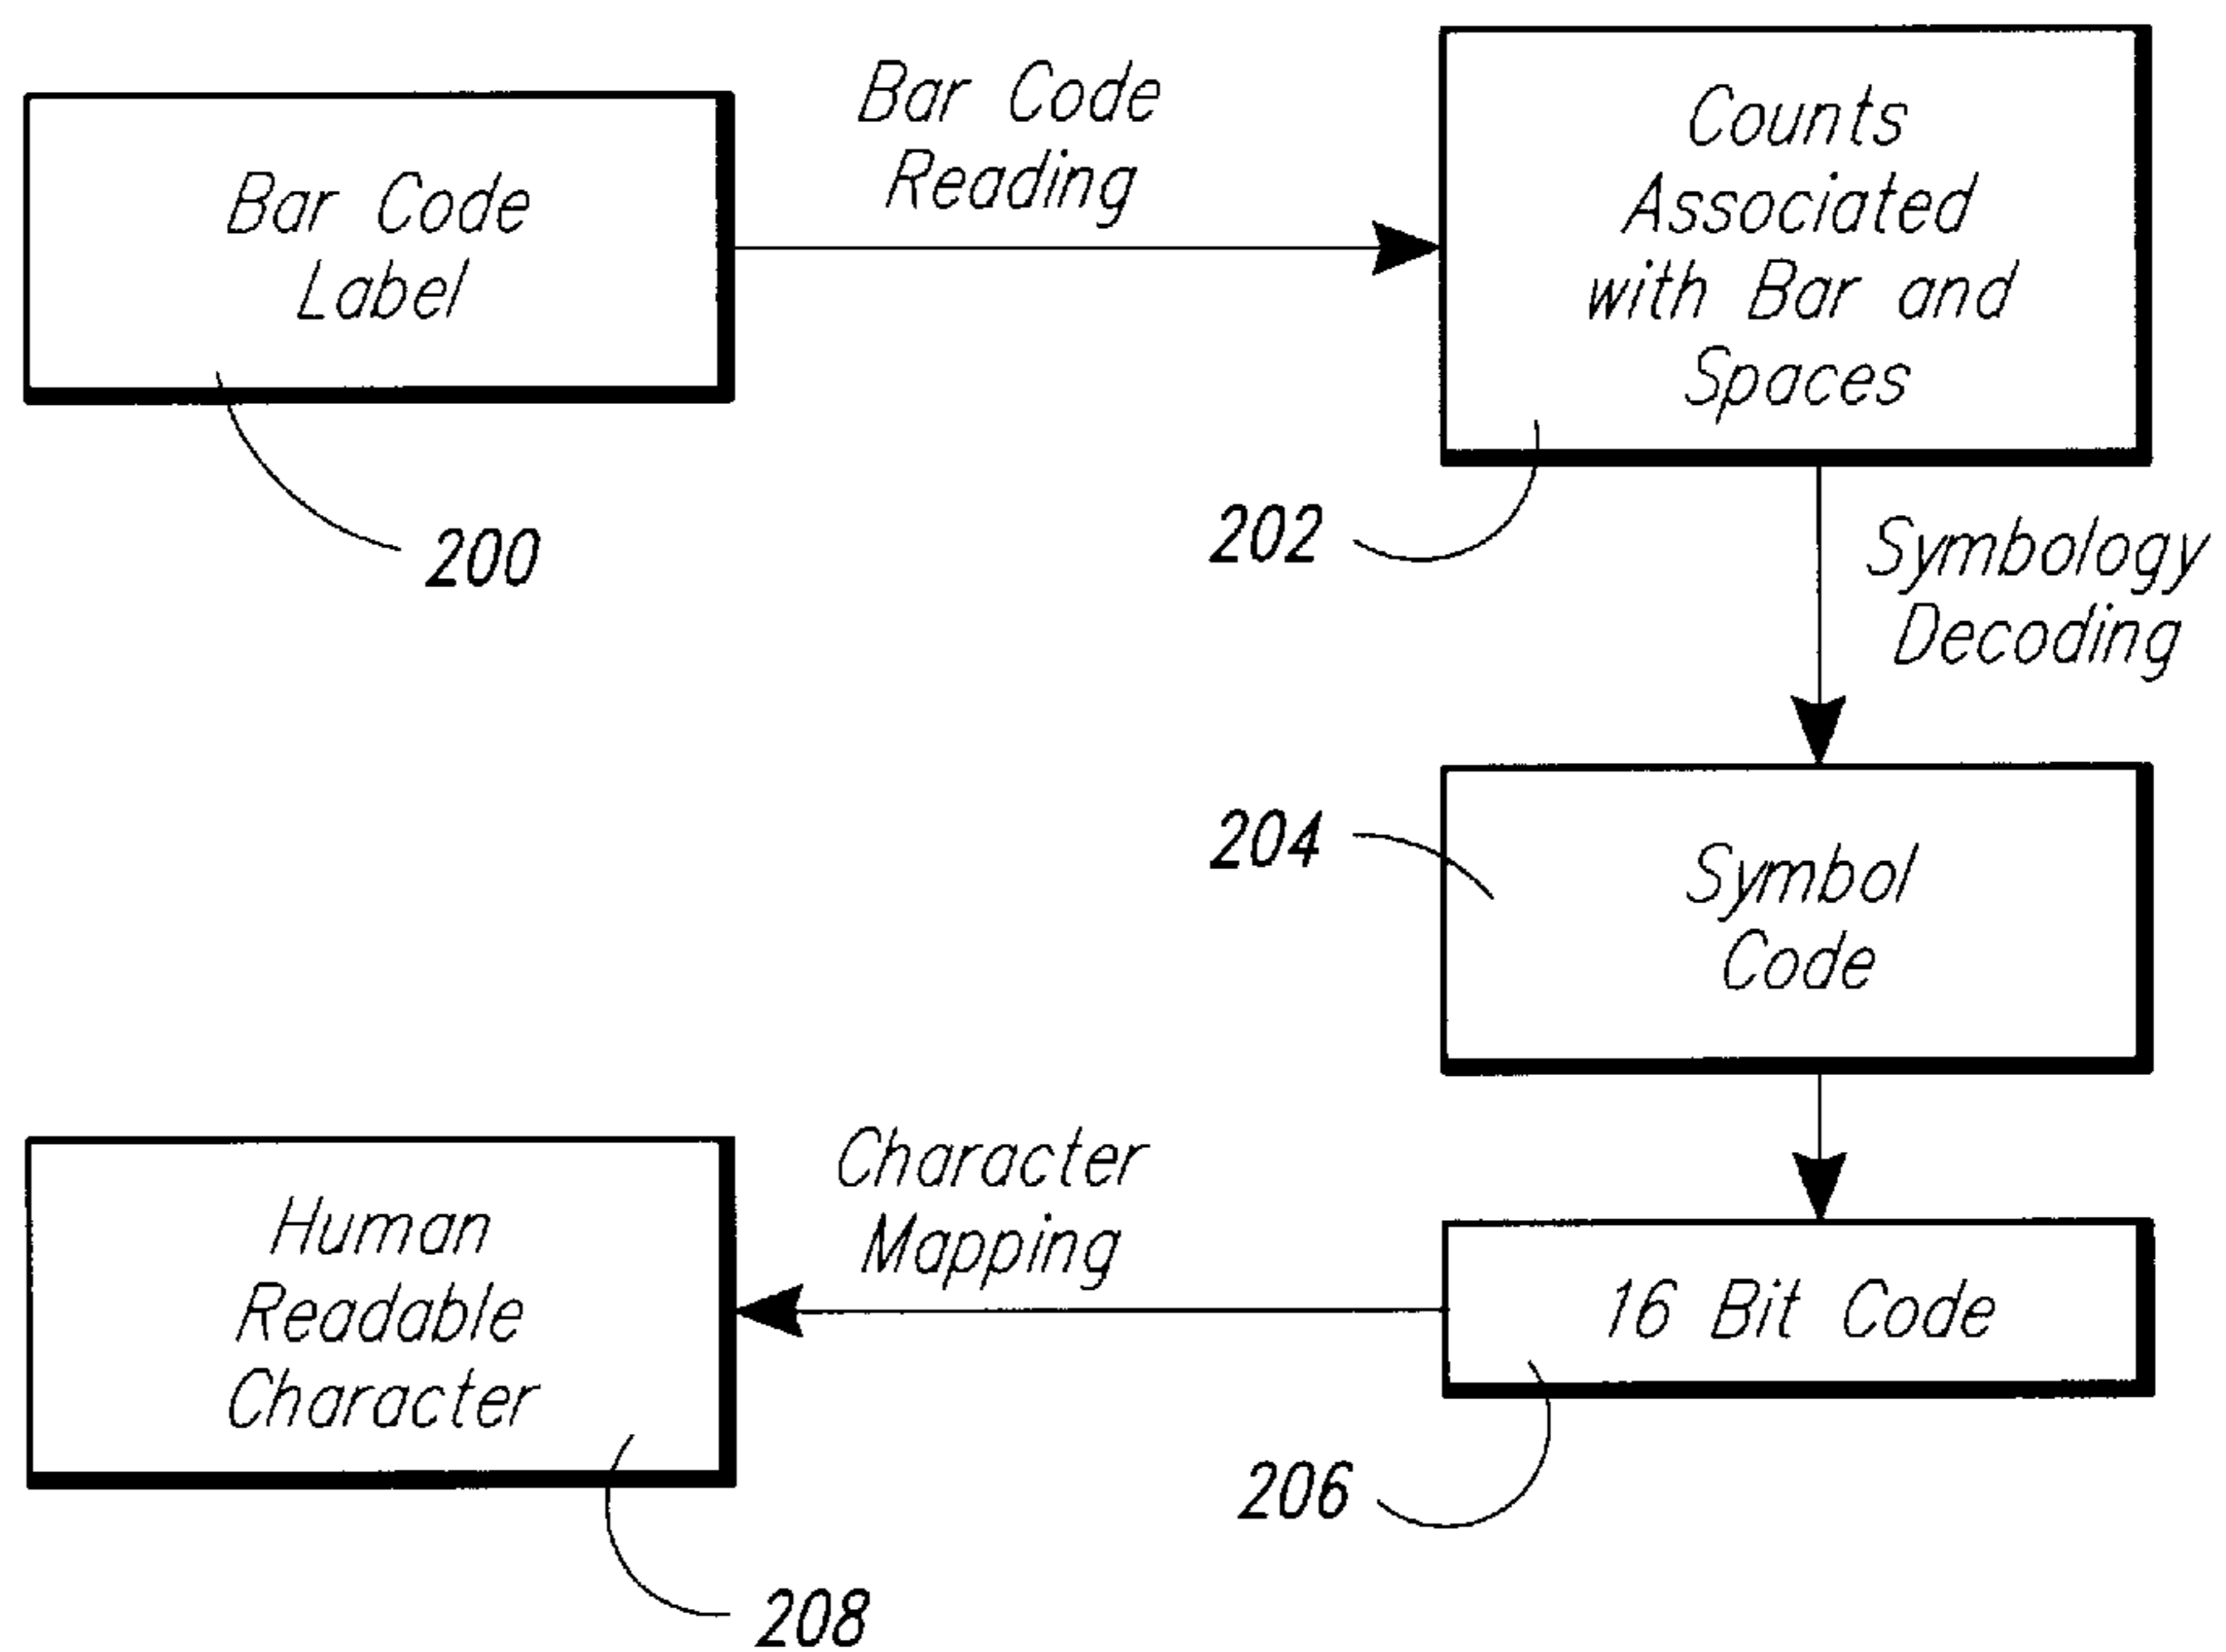 Bar Code
Label
200
Bar Code
Reading
Counts
Associated
with Bar and
Spaces
202
Symbology
Decoding
204
Symbol
Code
16 Bit Code
206
Character
Mapping
Human
Readable
Character
208